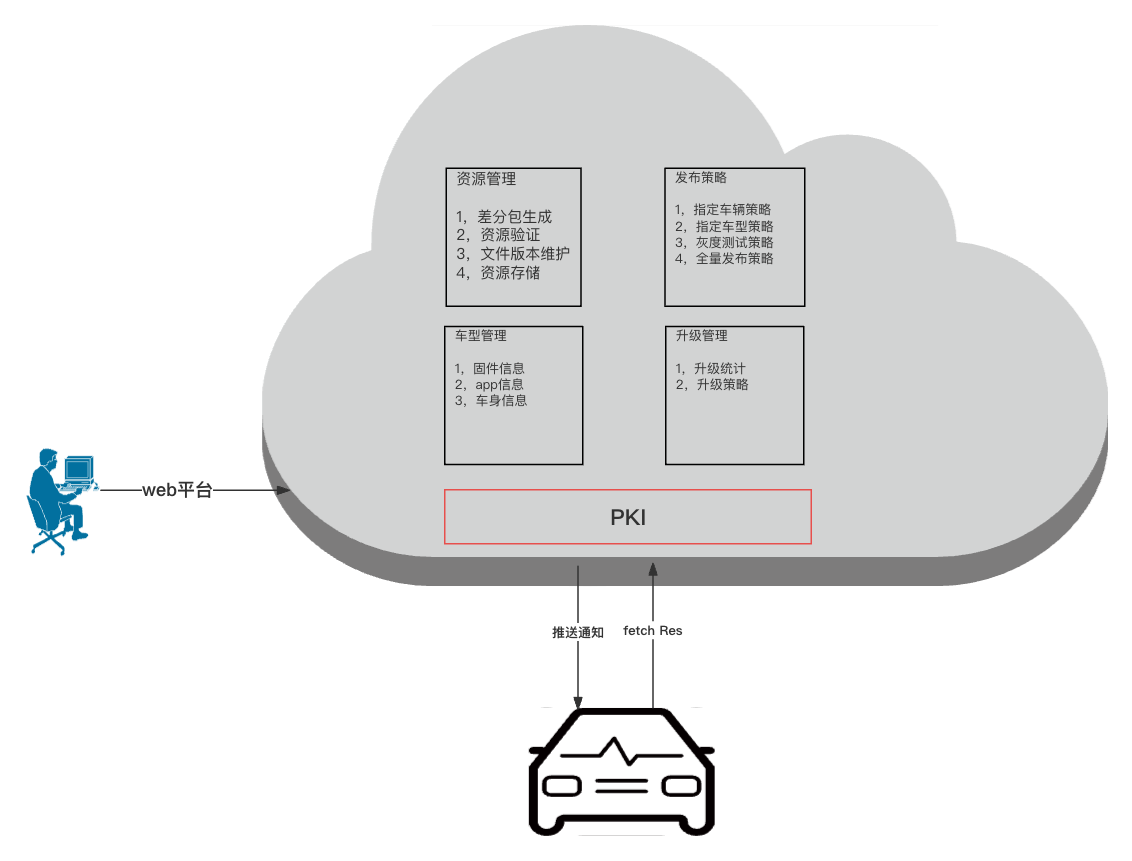 资源管理
1，差分包生成
2，资源验证
3，文件版本维护
4，资源存储
发布策略
1，指定车辆策略
2，指定车型策略
3，灰度测试策略
4，全量发布策略
车型管理
1，固件信息
2，app信息
3，车身信息
升级管理
1，升级统计
2，升级策略
web平台
PKI
推送通知
fetch Res